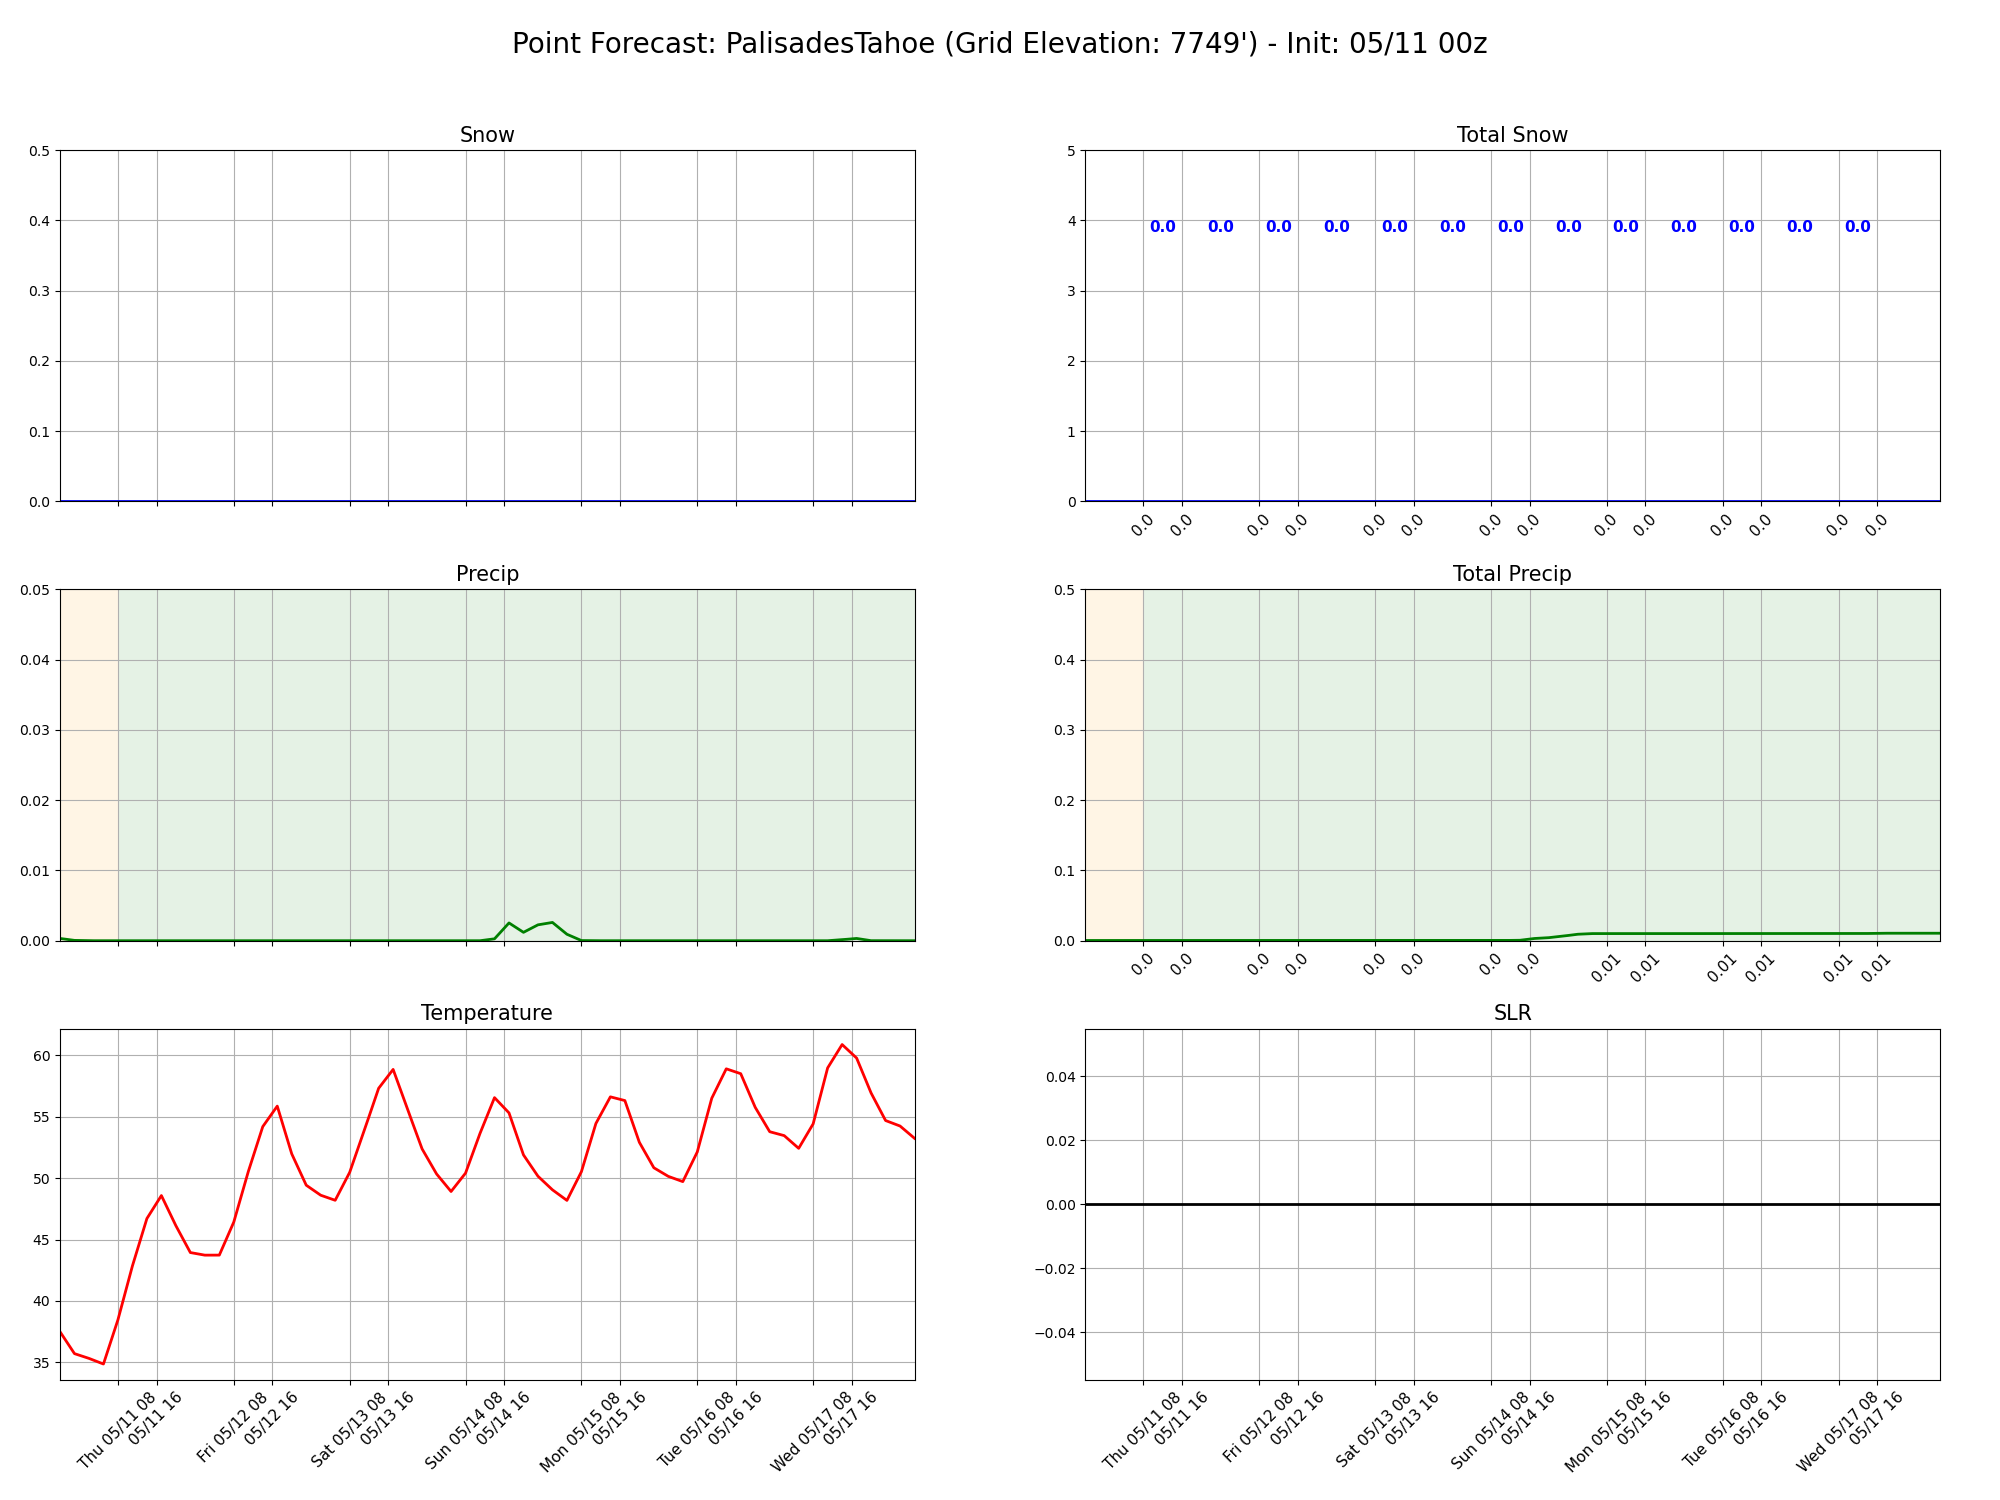 Point Forecast: PalisadesTahoe (Grid Elevation: 7749') - Init: 05/11 00z
Snow
0.5
0.4
0.3
0.2
0.1
0.0
Total Snow
5
4
3
2
1
0
0.0 0.0 0.0 0.0 0.0 0.0 0.0 0.0 0.0 0.0 0.0 0.0 0.0
0.0 0.0 0.0 0.0 0.0 0.0 0.0 0.0 0.0 0.0 0.0 0.0 0.0 0.0
Precip
0.05
0.04
0.03
0.02
0.01
0.00
Total Precip
0.5
0.4
0.3
0.2
0.1
0.0
0.0 0.0 0.0 0.0 0.0 0.0 0.0 0.0 0.01 0.01 0.01 0.01 0.01 0.01
Temperature
60
55
50
45
40
35
Thu 05/11 08
05/11 16
Fri 05/12 08
05/12 16
Sat 05/13 08
05/13 16
Sun 05/14 08
05/14 16
Mon 05/15 08
05/15 16
Tue 05/16 08
05/16 16
Wed 05/17 08
05/17 16
SLR
0.04
0.02
0.00
−0.02
−0.04
Thu 05/11 08
05/11 16
Fri 05/12 08
05/12 16
Sat 05/13 08
05/13 16
Sun 05/14 08
05/14 16
Mon 05/15 08
05/15 16
Tue 05/16 08
05/16 16
Wed 05/17 08
05/17 16